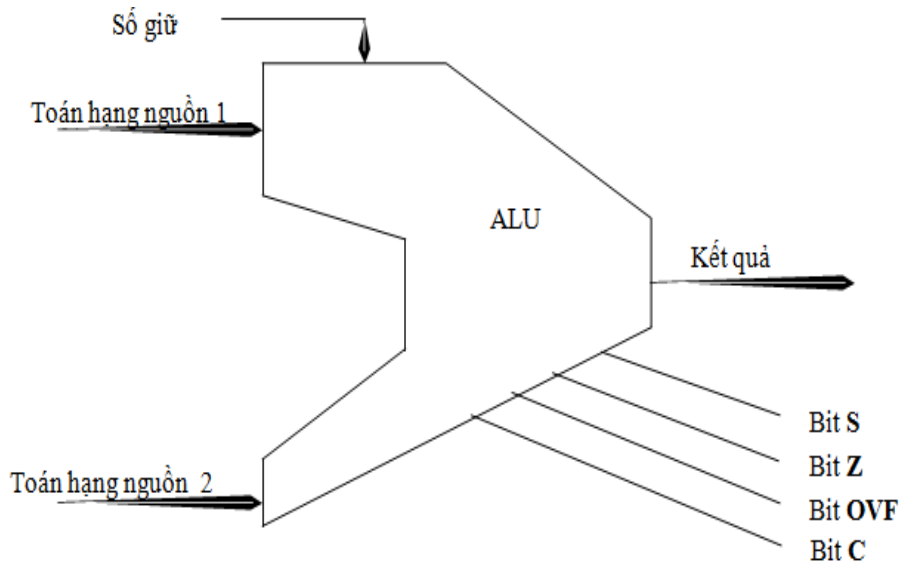 Số giữ
Toán hạng nguồn 1
ALU
Kết quả
Toán hạng nguồn 2
Bit S
Bit Z
Bit OVF
Bit C